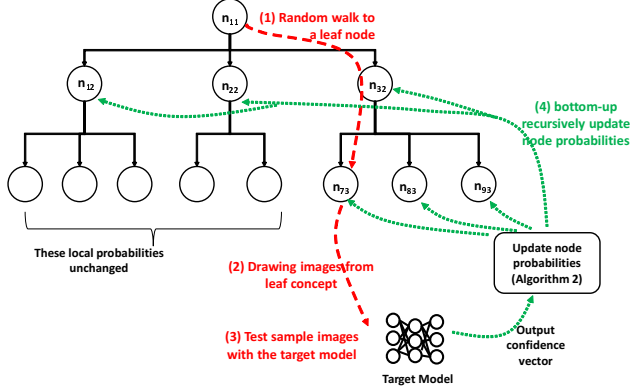 n11
(1) Random walk to
a leaf node
n12
n22
n32
(4) bottom-up
recursively update
node probabilities
n73
n83
n93
These local probabilities
unchanged
Update node
probabilities
(Algorithm 2)
(2) Drawing images from
leaf concept
(3) Test sample images
with the target model
Output
confidence
vector
Target Model